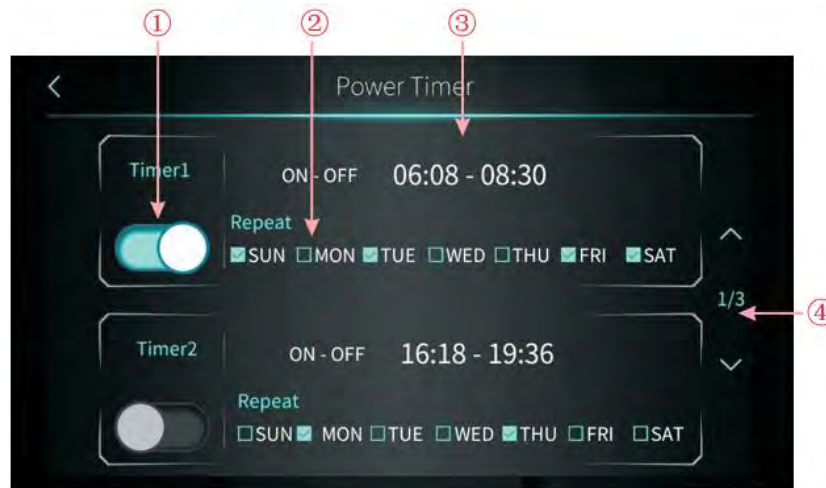 ① ② ③
Power Timer
Timer1
ON - OFF 06:08 - 08:30
Repeat
SUN MON TUE WED THU FRI SAT
1/3
④
Timer2
ON - OFF 16:18 - 19:36
Repeat
SUN MON TUE WED THU FRI SAT